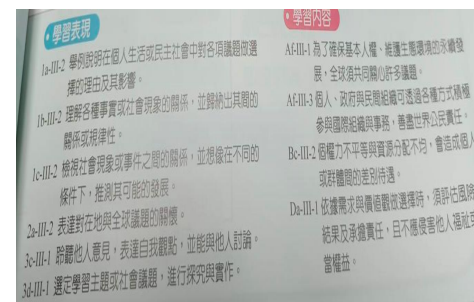 學習表現
1a-III-2 舉例說明在個人生活或民主社會中對各項議題做選
擇的理由及其影響。
1b-III-2 理解各種事實或社會現象的關係，並歸納出其間的
關係或規律性。
1c-III-2 檢視社會現象或事件之間的關係，並想像在不同的
條件下，推測其可能的發展。
2a-III-2 表達對在地與全球議題的關懷。
3c-III-1 聆聽他人意見，表達自我觀點，並能與他人討論。
3d-III-1 選定學習主題或社會議題，進行探究與實作。
學習內容
Af-III-1 為了確保基本人權、維護生態環境的永續發
展，全球須共同關心許多議題。
Af-III-3 個人、政府與民間組織可透過各種方式積極
參與國際組織與事務，善盡世界公民責任。
Bc-III-2 個權力不平等與資源分配不均，會造成個人
或群體間的差別待遇。
Da-III-1 依據需求與價值觀做選擇時，須評估風險
結果及承擔責任，且不應侵害他人福祉或
當權益。